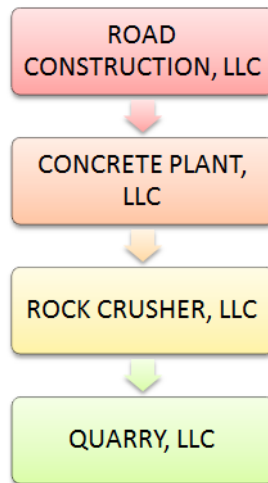 ROAD
CONSTRUCTION, LLC
CONCRETE PLANT,
LLC
ROCK CRUSHER, LLC
QUARRY, LLC